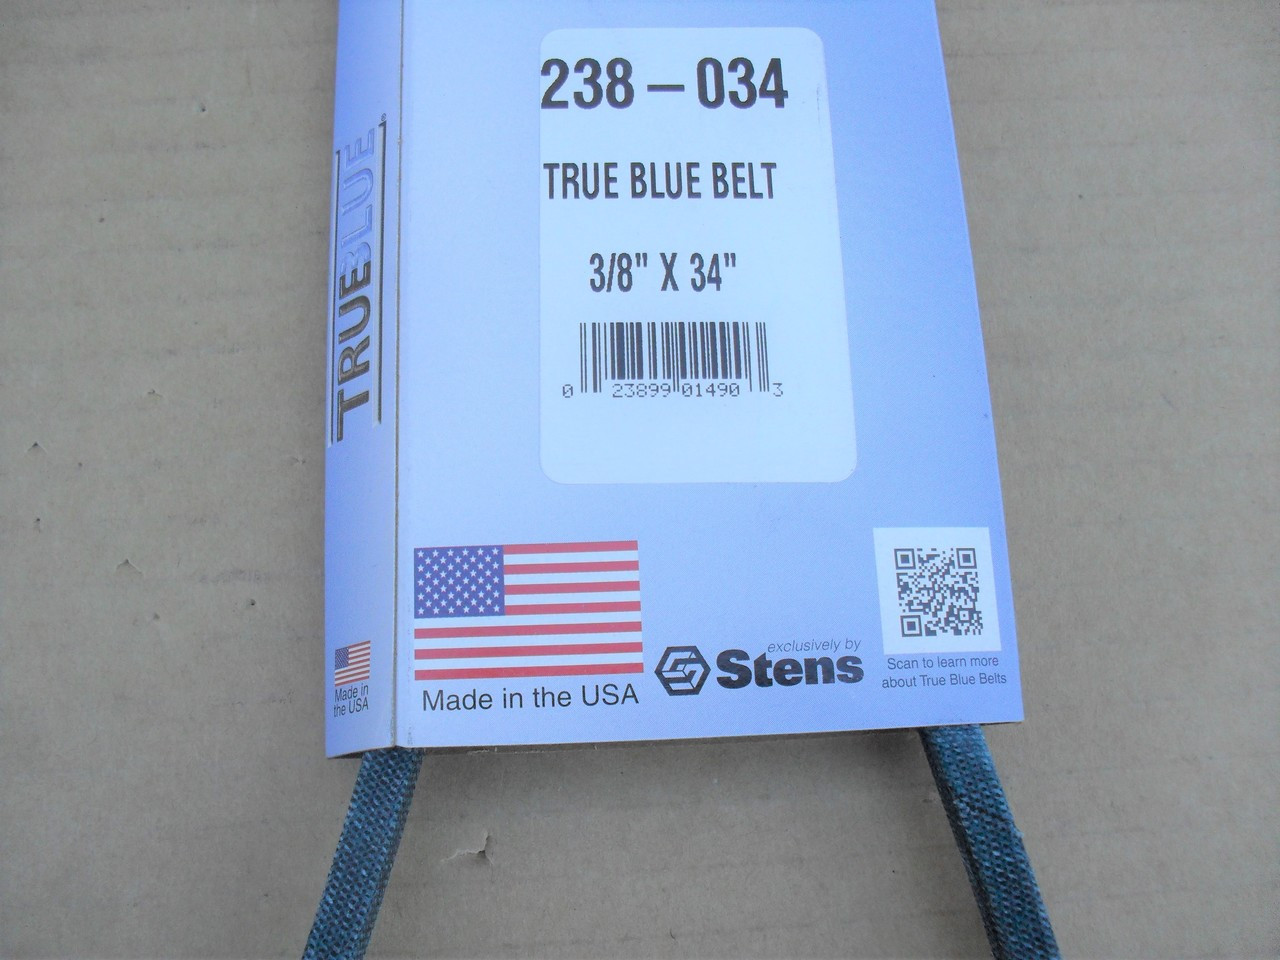 238 – 034
TRUE BLUE BELT
3/8" X 34"
0 23899 01490 3
TRUEBLUE®
Made in
the USA
Made in the USA
exclusively by
Stens
Scan to learn more
about True Blue Belts